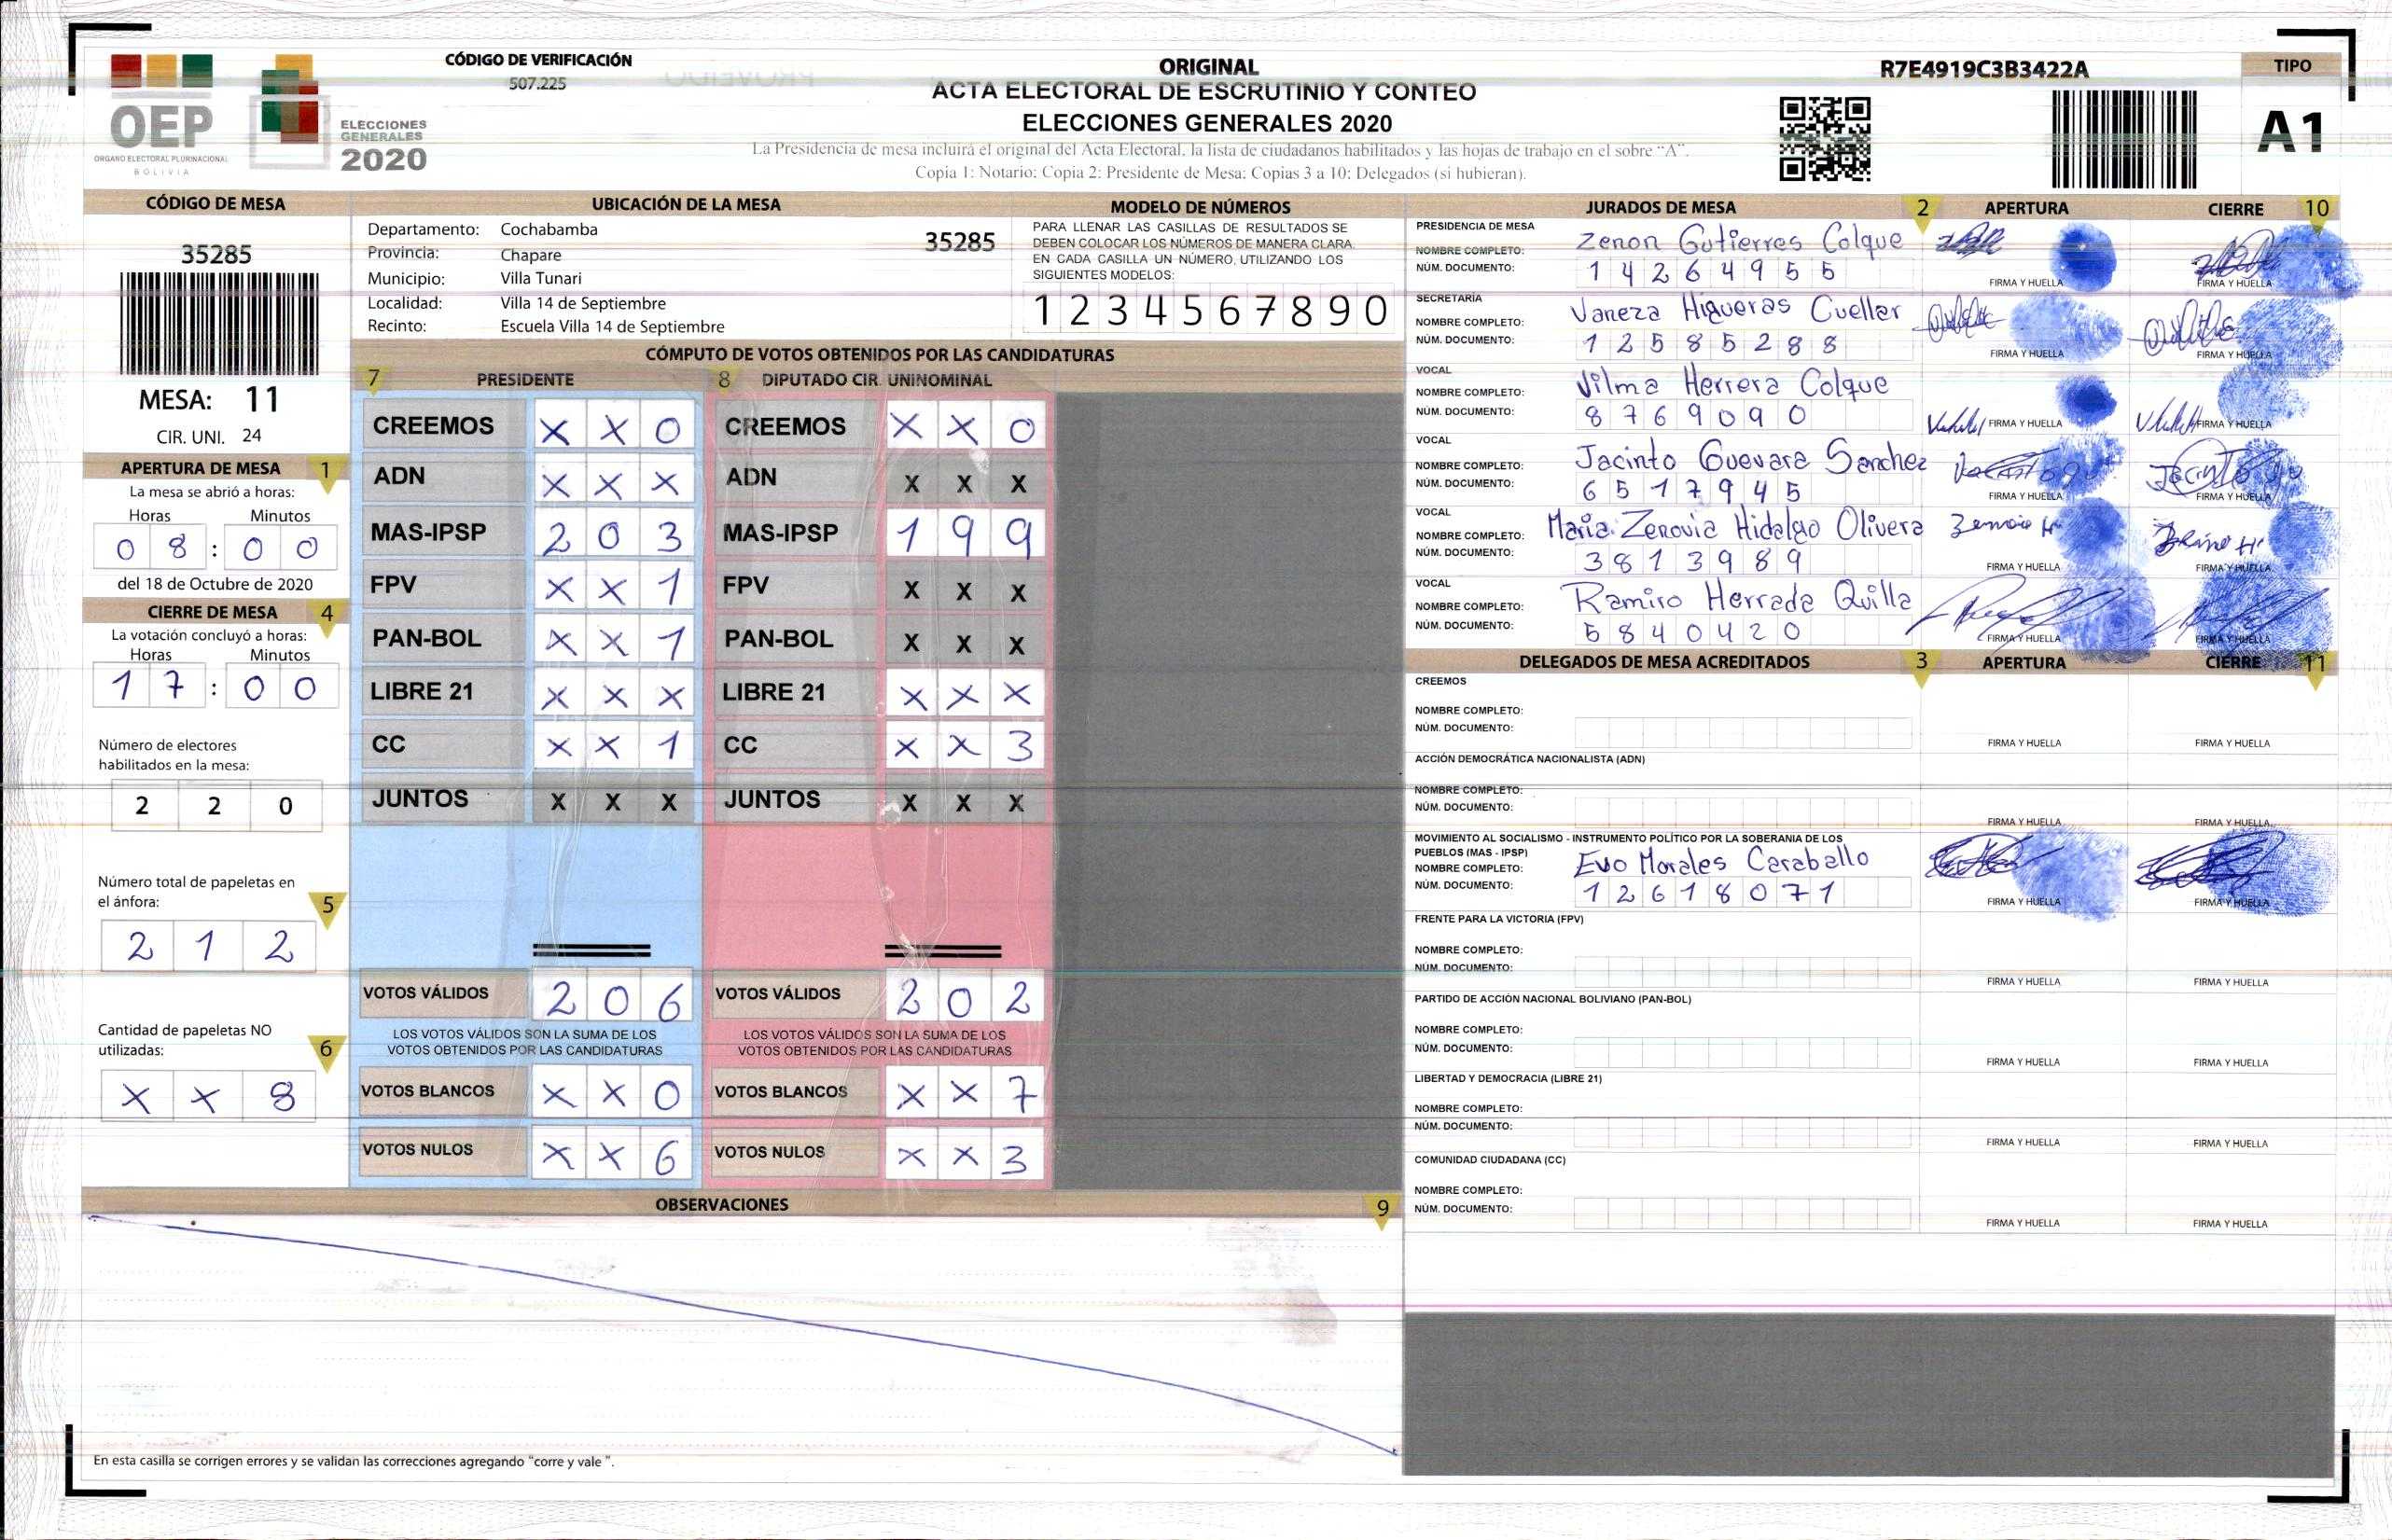 CÓDIGO DE VERIFICACIÓN
507.225
OEP
ORGANO ELECTORAL PLURINACIONAL
BOLIVIA
ELECCIONES
GENERALES
2020
ORIGINAL
ACTA ELECTORAL DE ESCRUTINIO Y CONTEO
ELECCIONES GENERALES 2020
La Presidencia de mesa incluirá el original del Acta Electoral, la lista de ciudadanos habilitados y las hojas de trabajo en el sobre "A".
Copia 1: Notario; Copia 2: Presidente de Mesa; Copias 3 a 10: Delegados (si hubieran).
R7E4919C3B3422A
TIPO
A1
CÓDIGO DE MESA
35285
MESA: 11
CIR. UNI. 24
APERTURA DE MESA 1
La mesa se abrió a horas:
Horas Minutos
0 8 : 0 0
del 18 de Octubre de 2020
CIERRE DE MESA 4
La votación concluyó a horas:
Horas Minutos
1 7 : 0 0
Número de electores
habilitados en la mesa:
2 2 0
Número total de papeletas en
el ánfora: 5
2 1 2
Cantidad de papeletas NO
utilizadas: 6
X X 8
UBICACIÓN DE LA MESA
Departamento: Cochabamba
35285
Provincia: Chapare
Municipio: Villa Tunari
Localidad: Villa 14 de Septiembre
Recinto: Escuela Villa 14 de Septiembre
MODELO DE NÚMEROS
PARA LLENAR LAS CASILLAS DE RESULTADOS SE
DEBEN COLOCAR LOS NÚMEROS DE MANERA CLARA.
EN CADA CASILLA UN NÚMERO, UTILIZANDO LOS
SIGUIENTES MODELOS:
1 2 3 4 5 6 7 8 9 0
CÓMPUTO DE VOTOS OBTENIDOS POR LAS CANDIDATURAS
7 PRESIDENTE 8 DIPUTADO CIR. UNINOMINAL
CREEMOS X X 0 CREEMOS X X 0
ADN X X X ADN X X X
MAS-IPSP 2 0 3 MAS-IPSP 1 9 9
FPV X X 1 FPV X X X
PAN-BOL X X 1 PAN-BOL X X X
LIBRE 21 X X X LIBRE 21 X X X
CC X X 1 CC X X 3
JUNTOS X X X JUNTOS X X X
VOTOS VÁLIDOS 2 0 6 VOTOS VÁLIDOS 2 0 2
LOS VOTOS VÁLIDOS SON LA SUMA DE LOS LOS VOTOS VÁLIDOS SON LA SUMA DE LOS
VOTOS OBTENIDOS POR LAS CANDIDATURAS VOTOS OBTENIDOS POR LAS CANDIDATURAS
VOTOS BLANCOS X X 0 VOTOS BLANCOS X X 7
VOTOS NULOS X X 6 VOTOS NULOS X X 3
OBSERVACIONES 9
En esta casilla se corrigen errores y se validan las correcciones agregando "corre y vale ".
JURADOS DE MESA 2 APERTURA CIERRE 10
PRESIDENCIA DE MESA
NOMBRE COMPLETO: Zenon Gutierres Colque
NÚM. DOCUMENTO: 1 4 2 6 4 9 5 5
FIRMA Y HUELLA FIRMA Y HUELLA
SECRETARÍA
NOMBRE COMPLETO: Vaneza Higueras Cuellar
NÚM. DOCUMENTO: 1 2 5 8 5 2 8 8
FIRMA Y HUELLA FIRMA Y HUELLA
VOCAL
NOMBRE COMPLETO: Vilma Herrera Colque
NÚM. DOCUMENTO: 8 7 6 9 0 9 0
FIRMA Y HUELLA FIRMA Y HUELLA
VOCAL
NOMBRE COMPLETO: Jacinto Guevara Sanchez
NÚM. DOCUMENTO: 6 5 1 7 9 4 5
FIRMA Y HUELLA FIRMA Y HUELLA
VOCAL
NOMBRE COMPLETO: Maria Zenovia Hidalgo Olivera
NÚM. DOCUMENTO: 3 8 1 3 9 8 9
FIRMA Y HUELLA FIRMA Y HUELLA
VOCAL
NOMBRE COMPLETO: Ramiro Herrada Quilla
NÚM. DOCUMENTO: 5 8 4 0 4 2 0
FIRMA Y HUELLA FIRMA Y HUELLA
DELEGADOS DE MESA ACREDITADOS 3 APERTURA CIERRE 11
CREEMOS
NOMBRE COMPLETO:
NÚM. DOCUMENTO:
FIRMA Y HUELLA FIRMA Y HUELLA
ACCIÓN DEMOCRÁTICA NACIONALISTA (ADN)
NOMBRE COMPLETO:
NÚM. DOCUMENTO:
FIRMA Y HUELLA FIRMA Y HUELLA
MOVIMIENTO AL SOCIALISMO - INSTRUMENTO POLÍTICO POR LA SOBERANIA DE LOS
PUEBLOS (MAS - IPSP)
NOMBRE COMPLETO: Evo Morales Caraballo
NÚM. DOCUMENTO: 1 2 6 1 8 0 7 1
FIRMA Y HUELLA FIRMA Y HUELLA
FRENTE PARA LA VICTORIA (FPV)
NOMBRE COMPLETO:
NÚM. DOCUMENTO:
FIRMA Y HUELLA FIRMA Y HUELLA
PARTIDO DE ACCIÓN NACIONAL BOLIVIANO (PAN-BOL)
NOMBRE COMPLETO:
NÚM. DOCUMENTO:
FIRMA Y HUELLA FIRMA Y HUELLA
LIBERTAD Y DEMOCRACIA (LIBRE 21)
NOMBRE COMPLETO:
NÚM. DOCUMENTO:
FIRMA Y HUELLA FIRMA Y HUELLA
COMUNIDAD CIUDADANA (CC)
NOMBRE COMPLETO:
NÚM. DOCUMENTO:
FIRMA Y HUELLA FIRMA Y HUELLA